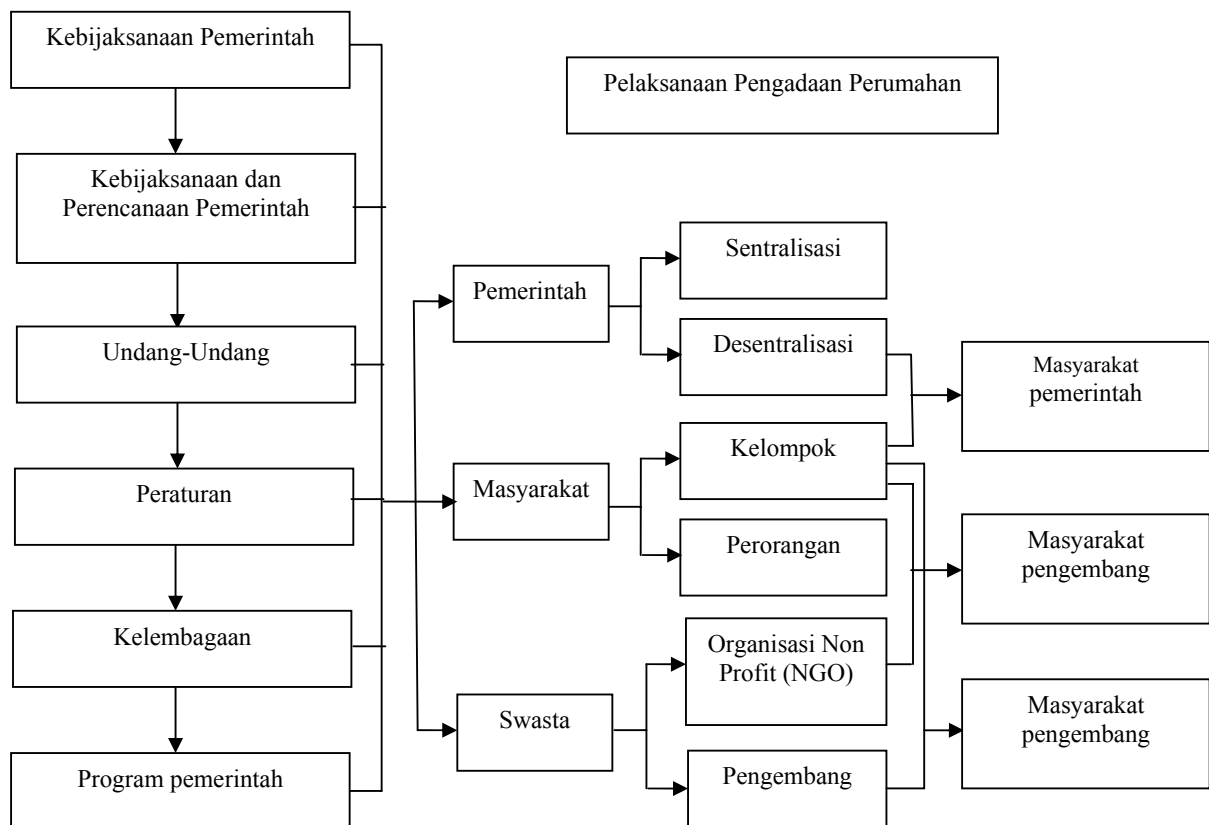 Kebijaksanaan Pemerintah
Pelaksanaan Pengadaan Perumahan
Kebijaksanaan dan
Perencanaan Pemerintah
Sentralisasi
Pemerintah
Undang-Undang
Desentralisasi
Masyarakat
pemerintah
Kelompok
Peraturan
Masyarakat
Perorangan
Masyarakat
pengembang
Kelembagaan
Organisasi Non
Profit (NGO)
Swasta
Masyarakat
pengembang
Program pemerintah
Pengembang